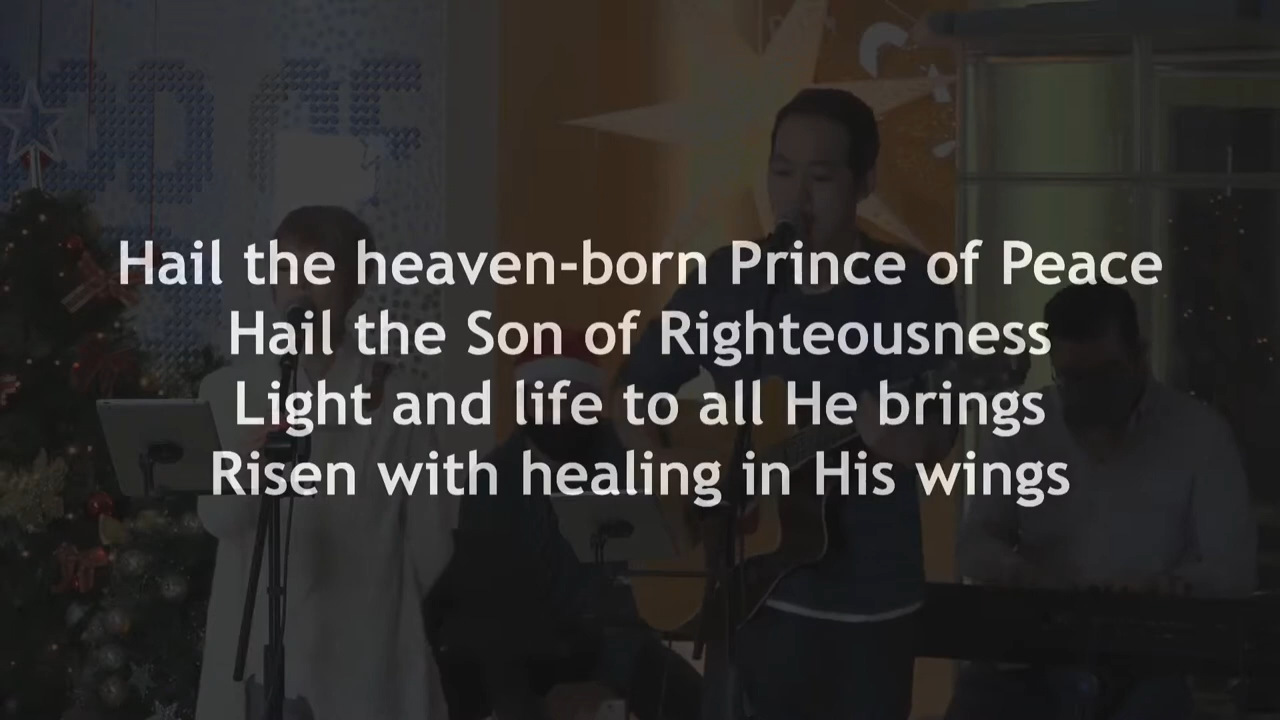 Hail the heaven-born Prince of Peace
Hail the Son of Righteousness
Light and life to all He brings
Risen with healing in His wings